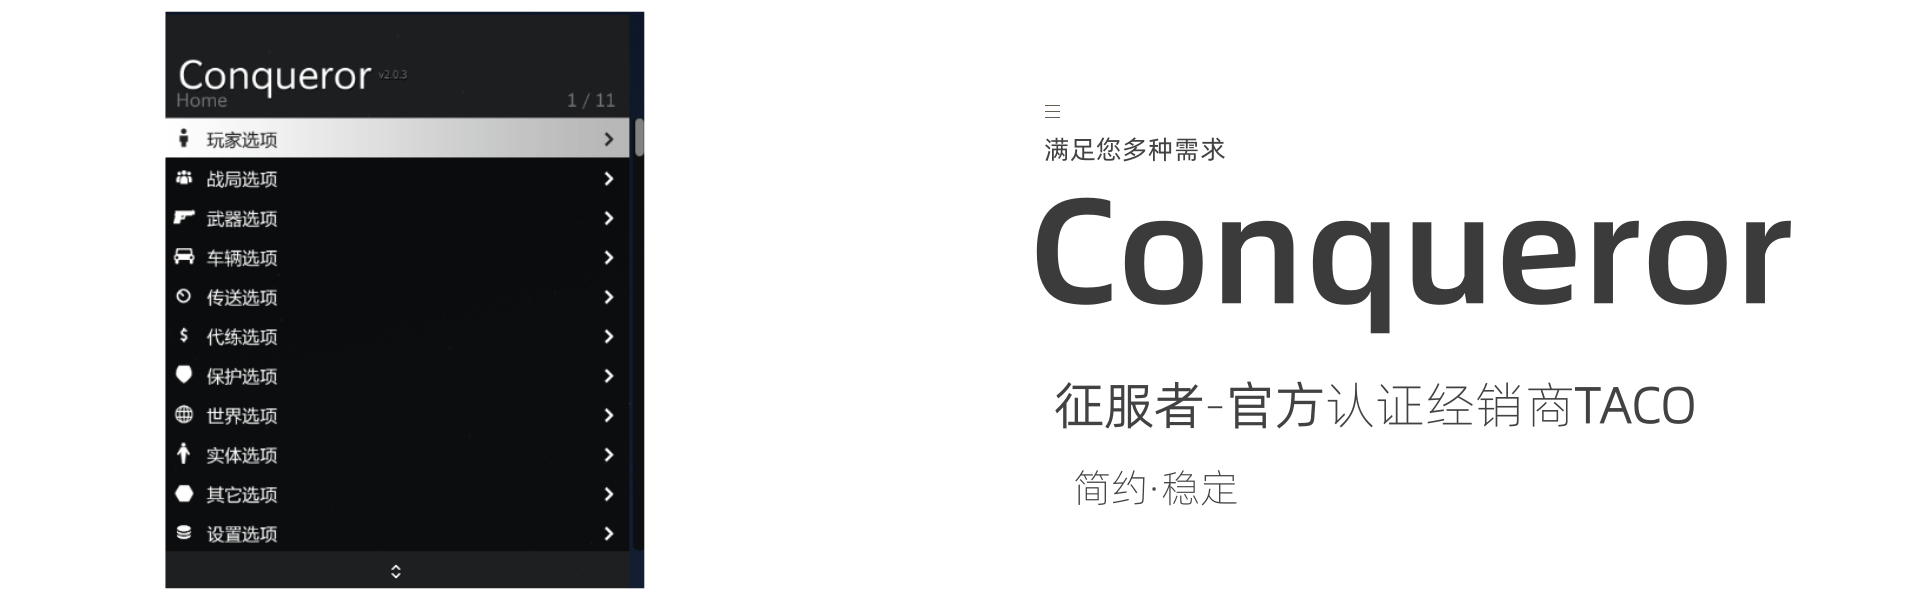 Conqueror v2.0.3
Home 1 / 11
玩家选项
战局选项
武器选项
车辆选项
传送选项
代练选项
保护选项
世界选项
实体选项
其它选项
设置选项
满足您多种需求
Conqueror
征服者-官方认证经销商TACO
简约·稳定